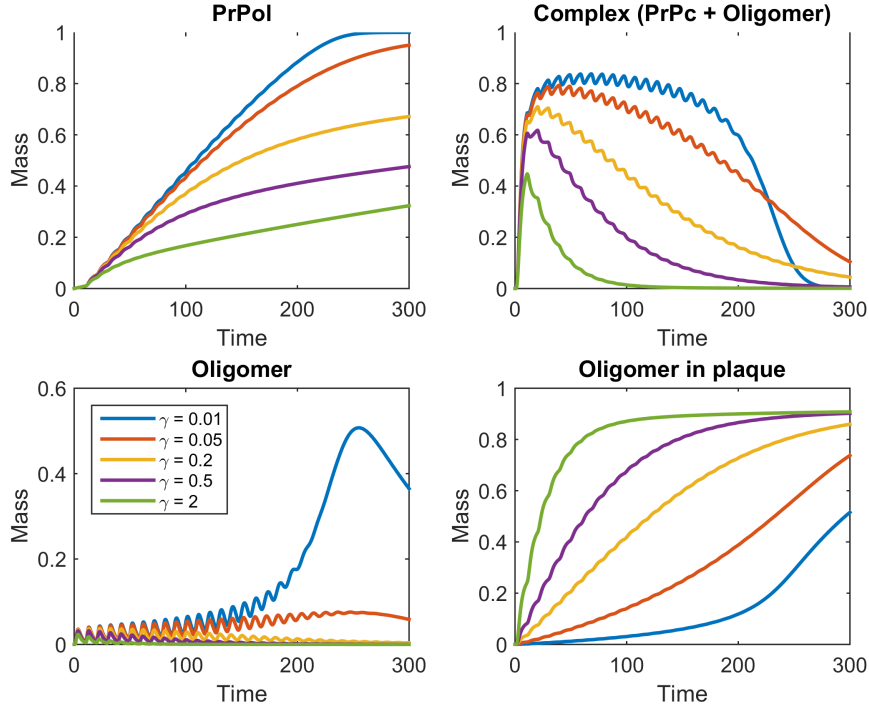 PrPol
Mass
1
0.8
0.6
0.4
0.2
0
0
100
200
300
Time
Complex (PrPc + Oligomer)
Mass
1
0.8
0.6
0.4
0.2
0
0
100
200
300
Time
Oligomer
Mass
0.6
0.4
0.2
0
γ = 0.01
γ = 0.05
γ = 0.2
γ = 0.5
γ = 2
0
100
200
300
Time
Oligomer in plaque
Mass
1
0.8
0.6
0.4
0.2
0
0
100
200
300
Time